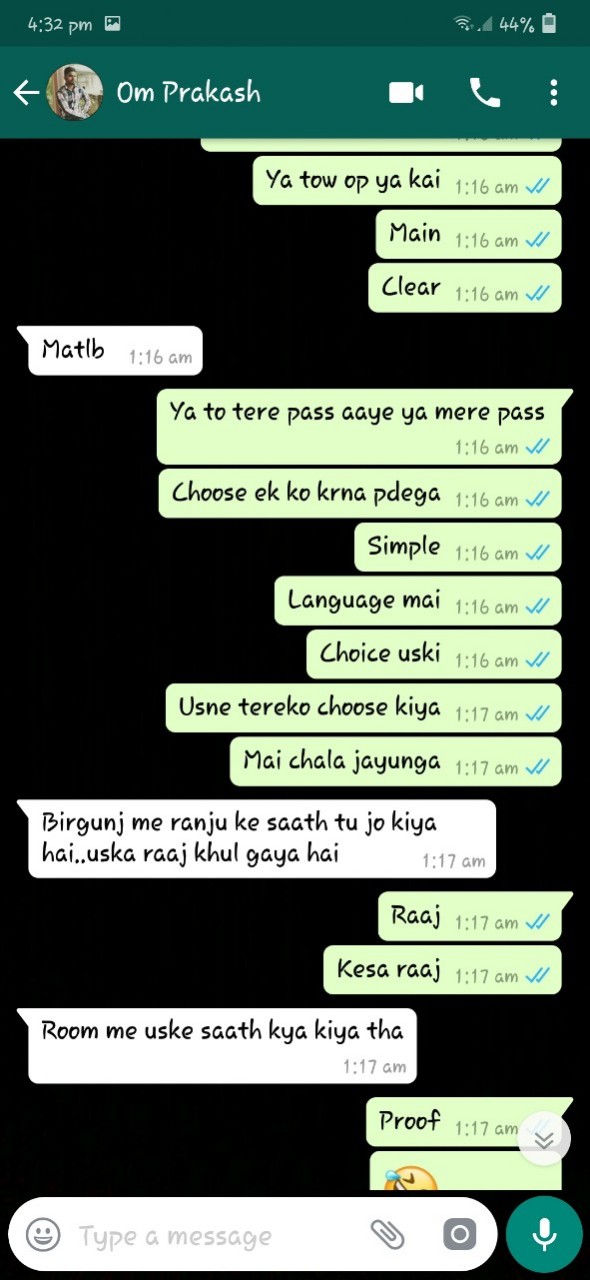 4:32 pm 44%
Om Prakash
Ya tow op ya kai 1:16 am
Main 1:16 am
Clear 1:16 am
Matlb 1:16 am
Ya to tere pass aaye ya mere pass
1:16 am
Choose ek ko krna pdega 1:16 am
Simple 1:16 am
Language mai 1:16 am
Choice uski 1:16 am
Usne tereko choose kiya 1:17 am
Mai chala jayunga 1:17 am
Birgunj me ranju ke saath tu jo kiya
hai..uska raaj khul gaya hai 1:17 am
Raaj 1:17 am
Kesa raaj 1:17 am
Room me uske saath kya kiya tha
1:17 am
Proof 1:17 am
Type a message